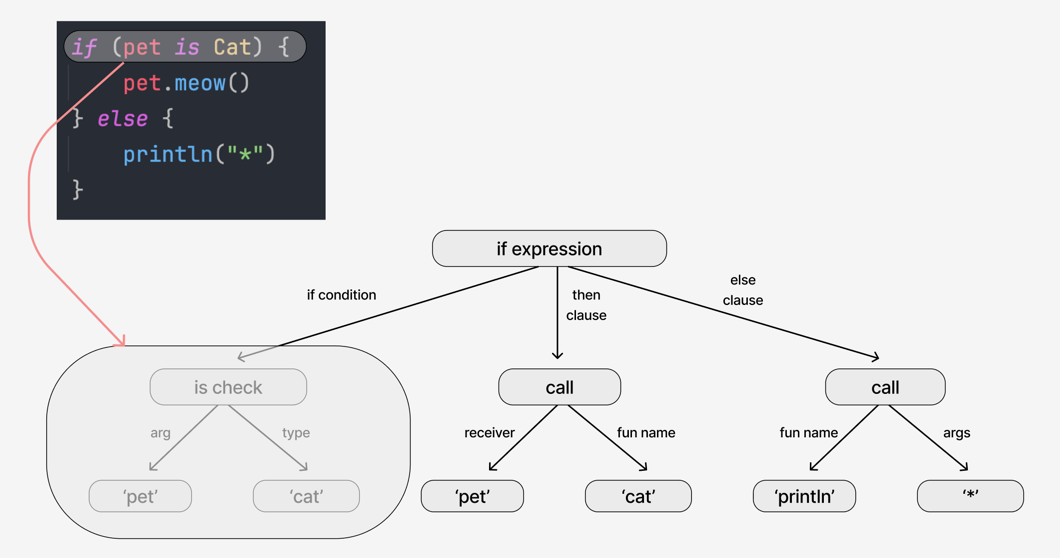 if (pet is Cat) {
pet.meow()
} else {
println("*")
}
if expression
if condition
then
clause
else
clause
is check
call
call
arg
type
receiver
fun name
fun name
args
‘pet’
‘cat’
‘pet’
‘cat’
‘println’
‘*’